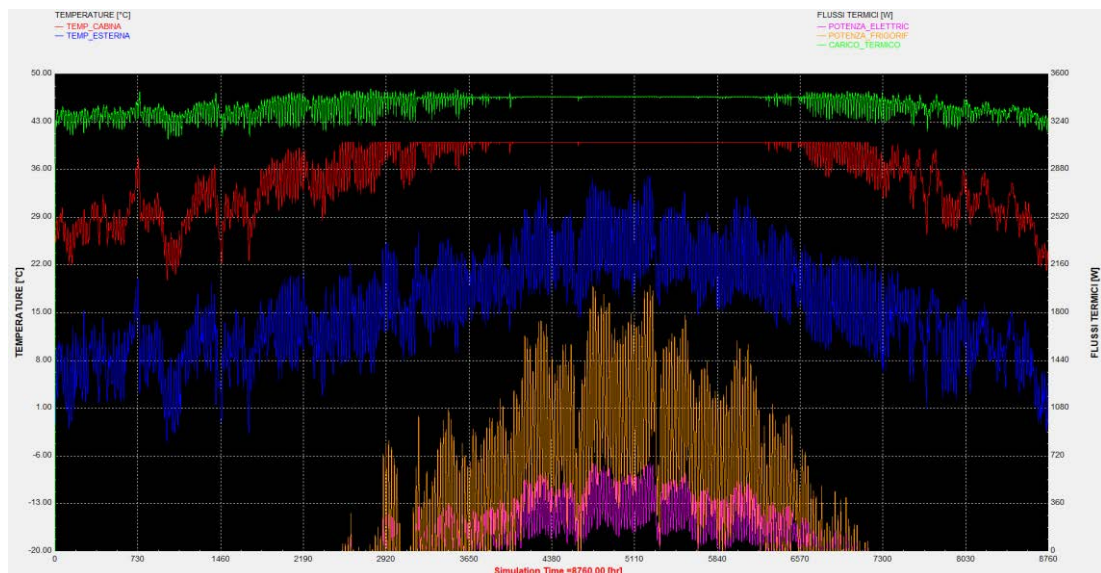 TEMPERATURE [°C]
TEMP_CABINA
TEMP_ESTERNA
FLUSSI TERMICI [W]
POTENZA_ELETTRIC
POTENZA_FRIGORIF
CARICO_TERMICO
50.00
43.00
36.00
29.00
22.00
15.00
8.00
1.00
-6.00
-13.00
-20.00
TEMPERATURE [°C]
3600
3240
2880
2520
2160
1800
1440
1080
720
360
0
FLUSSI TERMICI [W]
0 730 1460 2190 2920 3650 4380 5110 5840 6570 7300 8030 8760
Simulation Time =8760.00 [hr]